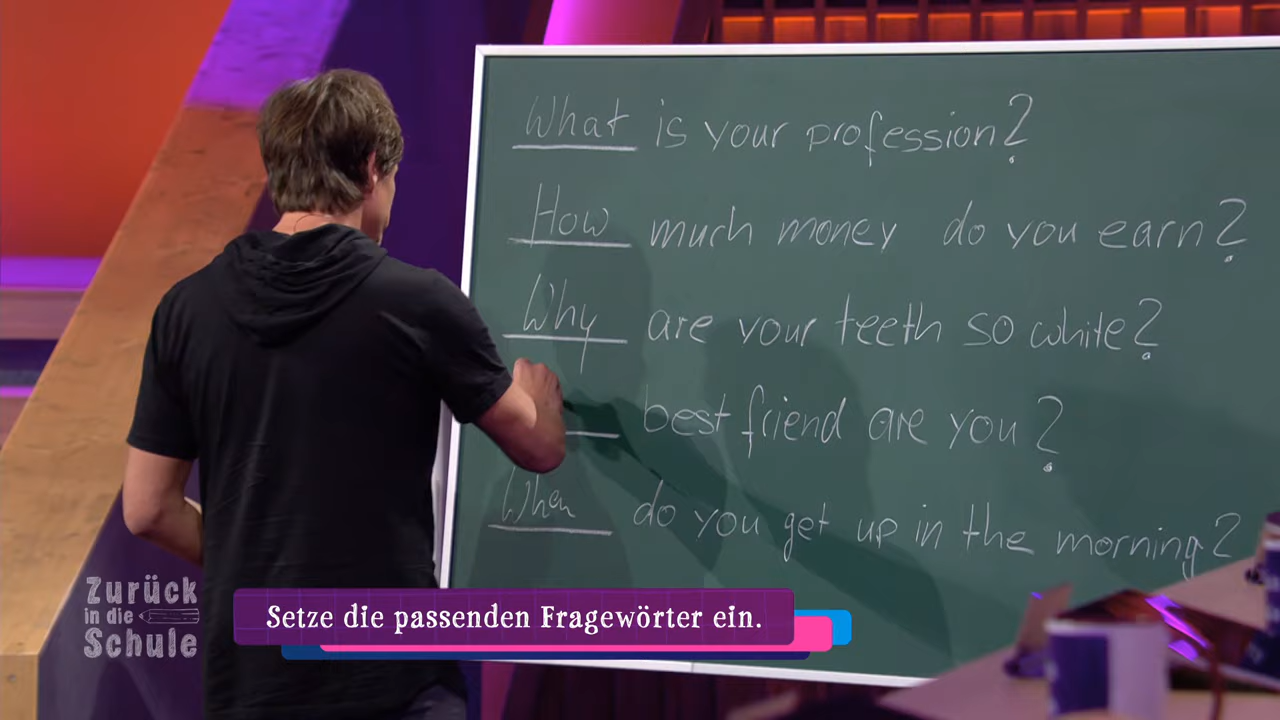 What is your profession?
How much money do you earn?
Why are your teeth so white?
best friend are you?
When do you get up in the morning?
Zurück
in die
Schule
Setze die passenden Fragewörter ein.